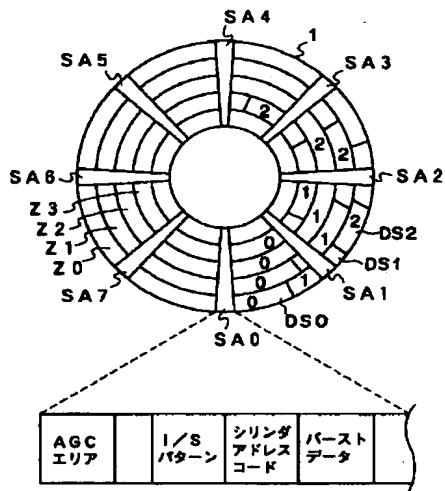 SA4
1
SA5
SA3
2
2
2
SA6
SA2
Z3
1
Z2
1
2
Z1
0
1
DS2
Z0
0
DS1
SA7
0
SA1
0
1
DS0
SA0
AGC エリア
I/S パターン
シリンダ アドレス コード
バースト データ